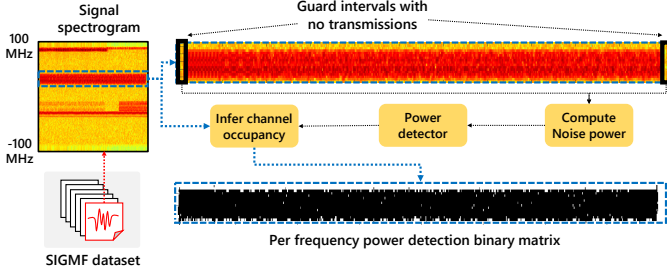 Signal
spectrogram
Guard intervals with
no transmissions
100
MHz
-100
MHz
Infer channel
occupancy
Power
detector
Compute
Noise power
SIGMF dataset
Per frequency power detection binary matrix